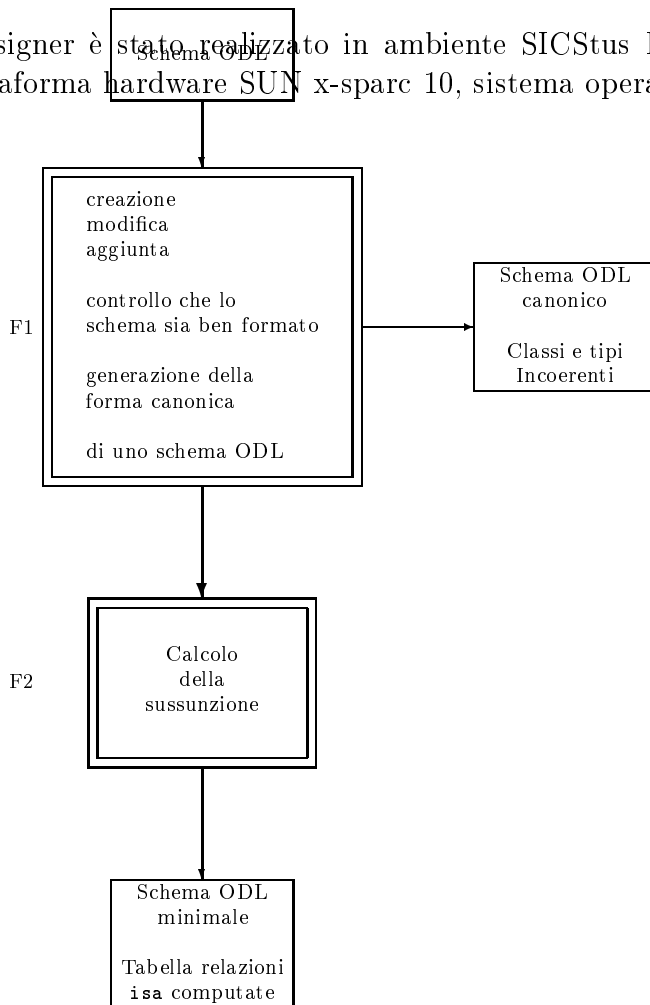 signer è stato realizzato in ambiente SICStus
Schema ODL
aforma hardware SUN x-sparc 10, sistema opera
creazione
modifica
aggiunta
controllo che lo
schema sia ben formato
generazione della
forma canonica
di uno schema ODL
F1
Schema ODL
canonico
Classi e tipi
Incoerenti
F2
Calcolo
della
sussunzione
Schema ODL
minimale
Tabella relazioni
isa computate